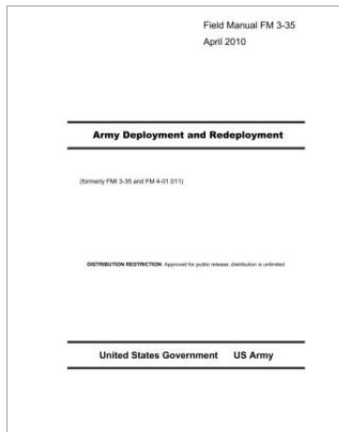 Field Manual FM 3-35
April 2010
Army Deployment and Redeployment
(formerly FMI 3-35 and FM 4-01.011)
DISTRIBUTION RESTRICTION: Approved for public release; distribution is unlimited.
United States Government US Army